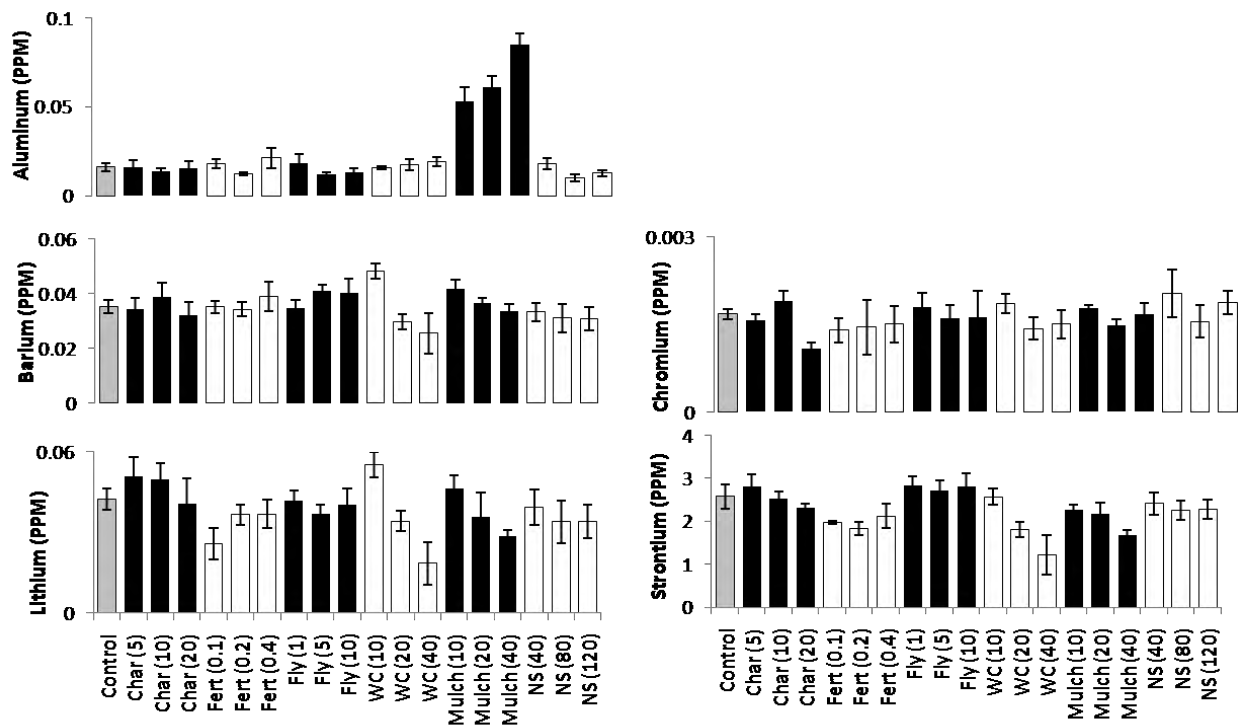 Aluminum (PPM)
0.1
0.05
0
Barium (PPM)
0.06
0.04
0.02
0
Lithium (PPM)
0.06
0
Control
Char (5)
Char (10)
Char (20)
Fert (0.1)
Fert (0.2)
Fert (0.4)
Fly (1)
Fly (5)
Fly (10)
WC (10)
WC (20)
WC (40)
Mulch (10)
Mulch (20)
Mulch (40)
NS (40)
NS (80)
NS (120)
Chromium (PPM)
0.003
0
Strontium (PPM)
4
3
2
1
0
Control
Char (5)
Char (10)
Char (20)
Fert (0.1)
Fert (0.2)
Fert (0.4)
Fly (1)
Fly (5)
Fly (10)
WC (10)
WC (20)
WC (40)
Mulch (10)
Mulch (20)
Mulch (40)
NS (40)
NS (80)
NS (120)